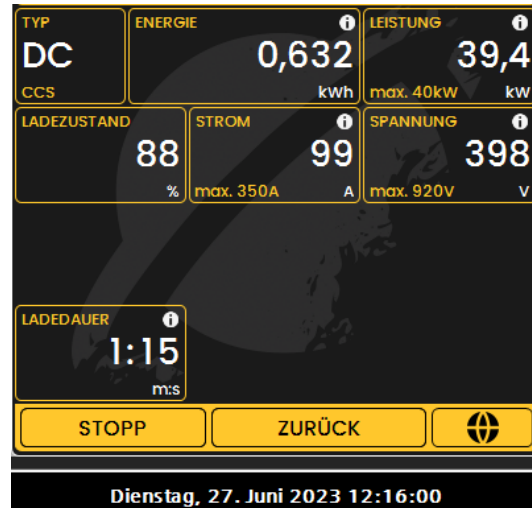 TYP
DC
CCS
ENERGIE
0,632
kWh
LEISTUNG
39,4
max. 40kW kW
LADEZUSTAND
88
%
STROM
99
max. 350A A
SPANNUNG
398
max. 920V V
LADEDAUER
1:15
m:s
STOPP
ZURÜCK
Dienstag, 27. Juni 2023 12:16:00